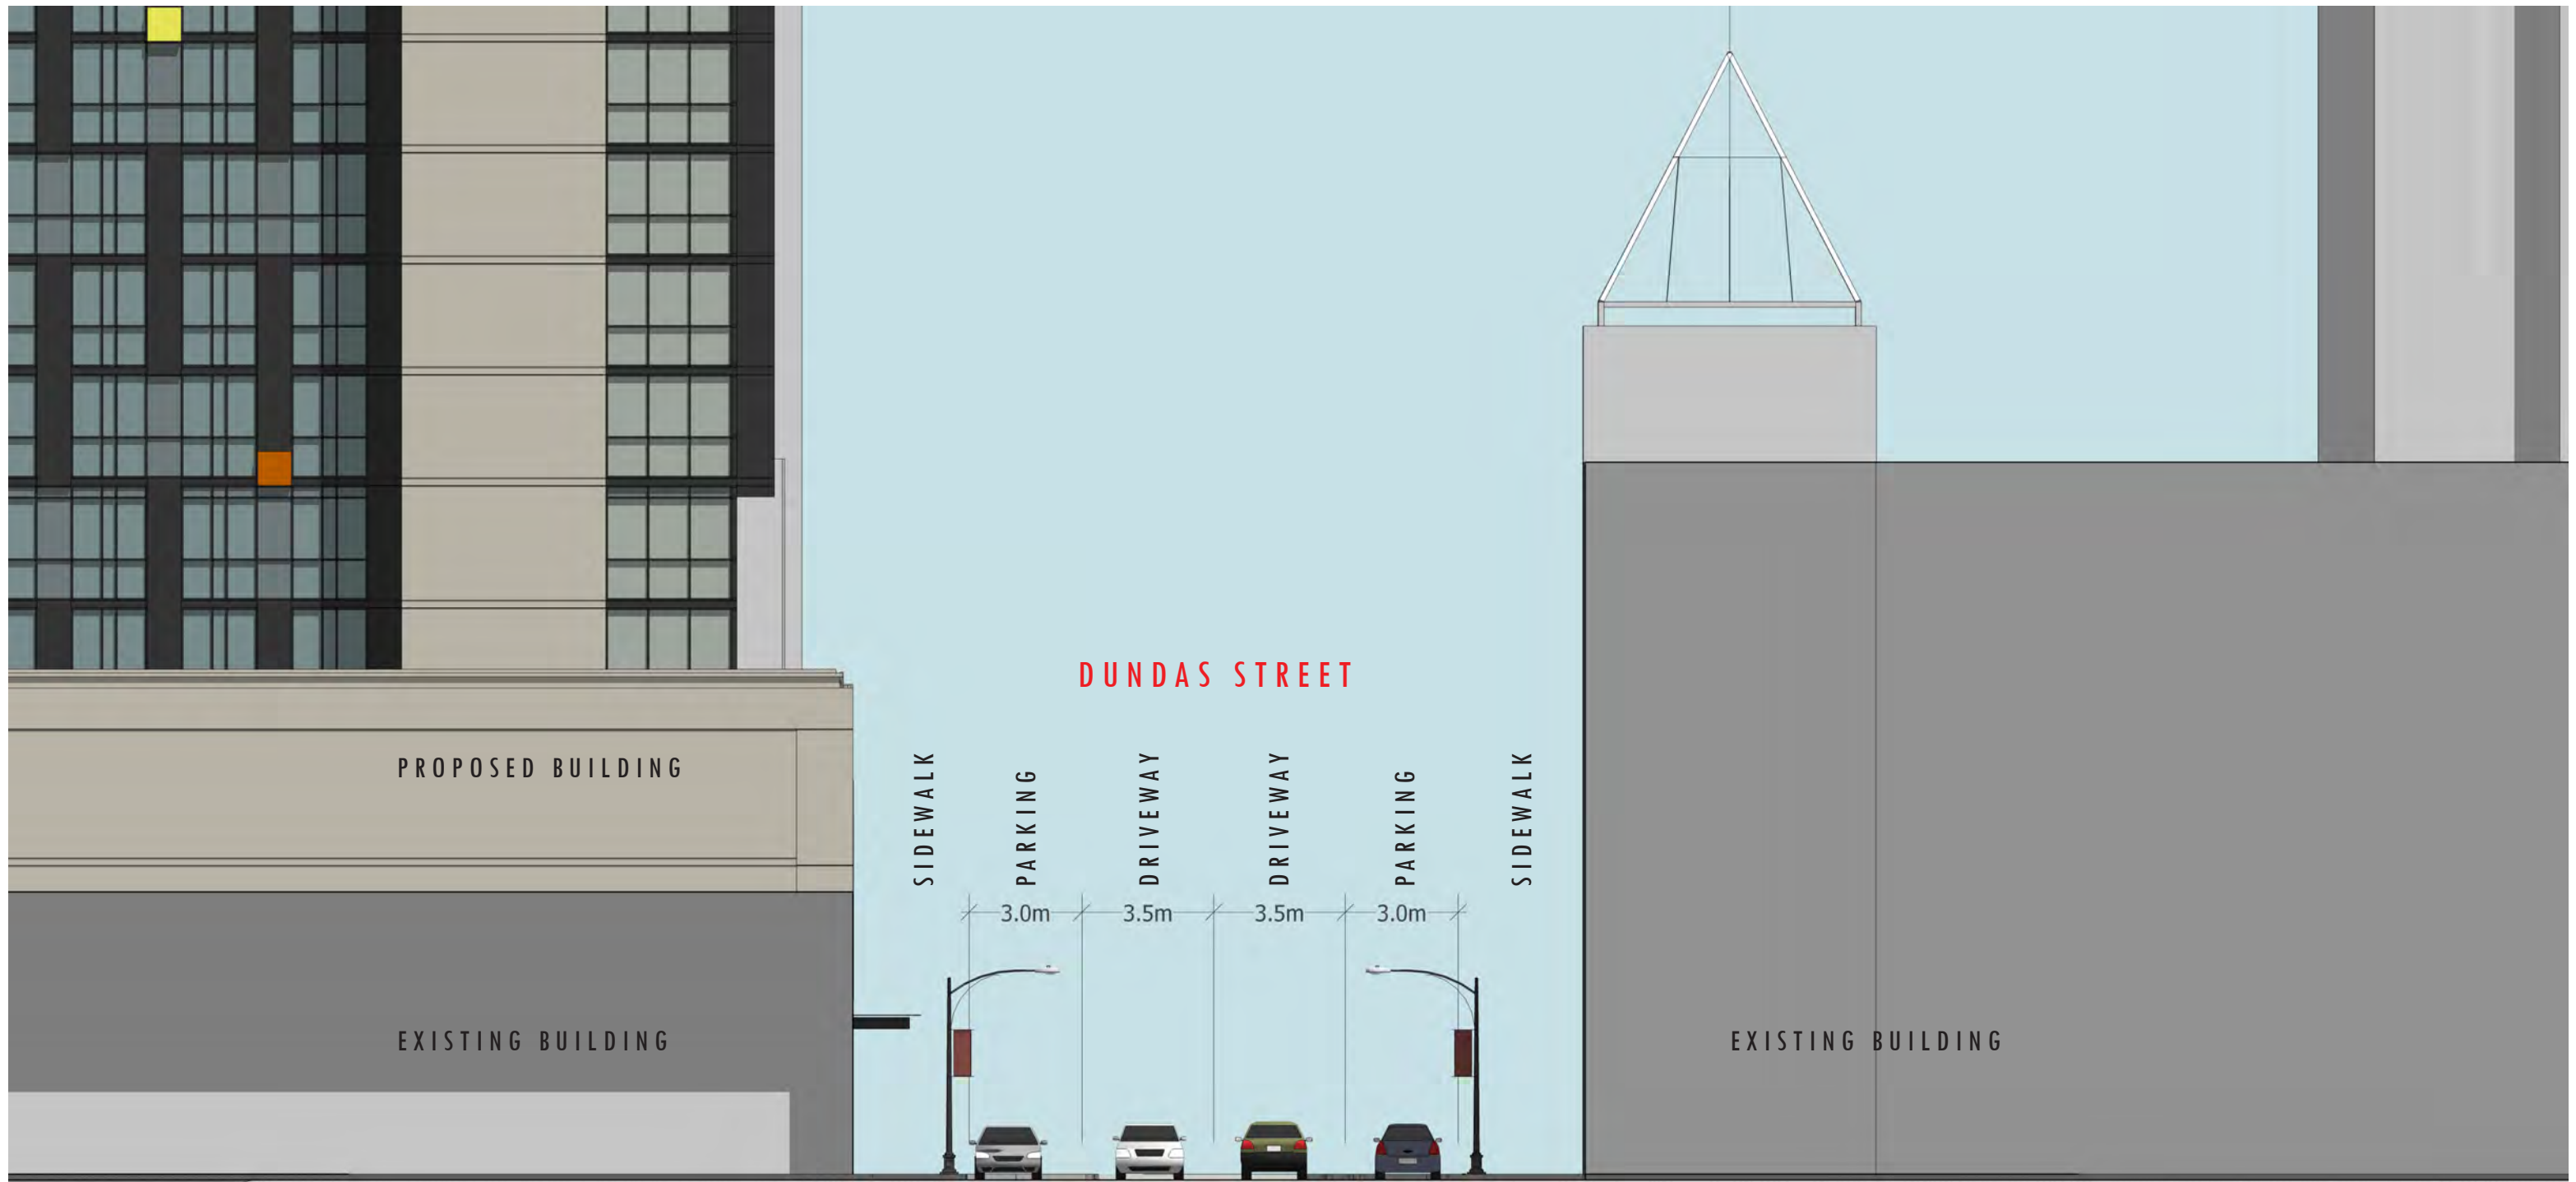 DUNDAS STREET
PROPOSED BUILDING
SIDEWALK
PARKING
DRIVEWAY
DRIVEWAY
PARKING
SIDEWALK
3.0m
3.5m
3.5m
3.0m
EXISTING BUILDING
EXISTING BUILDING